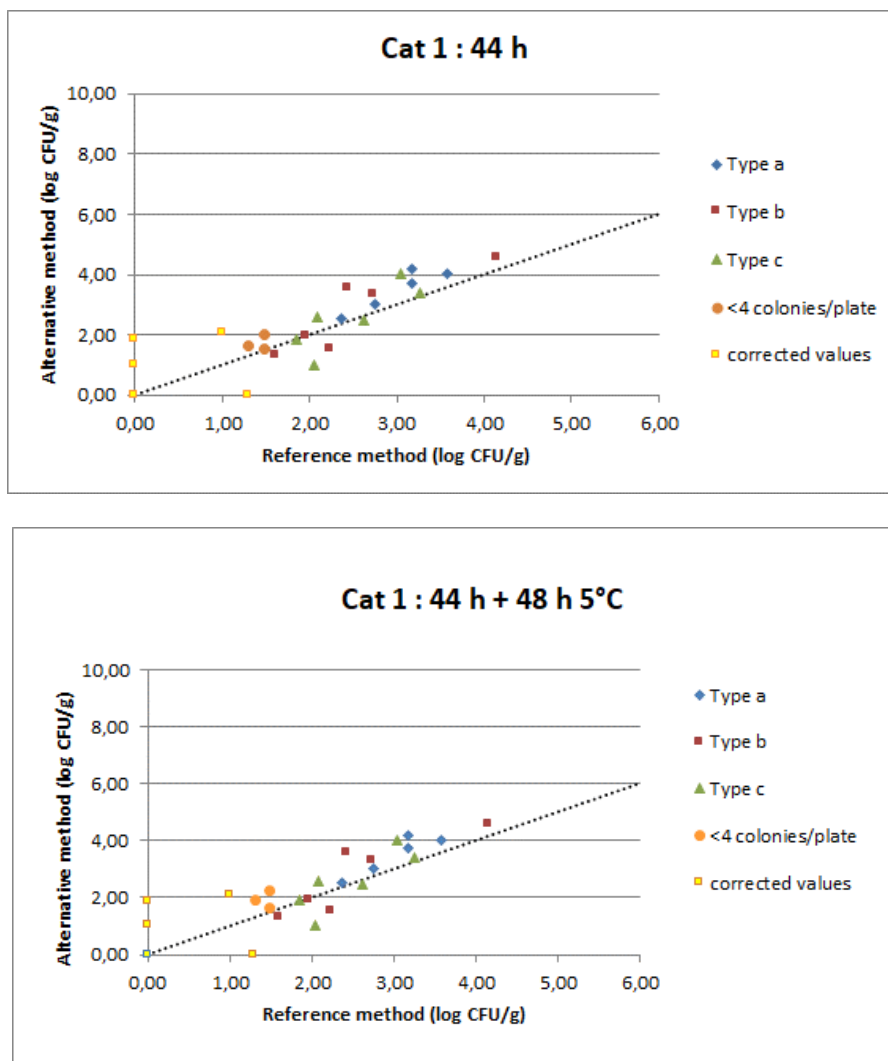 Cat 1 : 44 h
10,00
8,00
6,00
4,00
2,00
0,00
Alternative method (log CFU/g)
0,00 1,00 2,00 3,00 4,00 5,00 6,00
Reference method (log CFU/g)
Type a
Type b
Type c
<4 colonies/plate
corrected values
Cat 1 : 44 h + 48 h 5°C
10,00
8,00
6,00
4,00
2,00
0,00
Alternative method (log CFU/g)
0,00 1,00 2,00 3,00 4,00 5,00 6,00
Reference method (log CFU/g)
Type a
Type b
Type c
<4 colonies/plate
corrected values